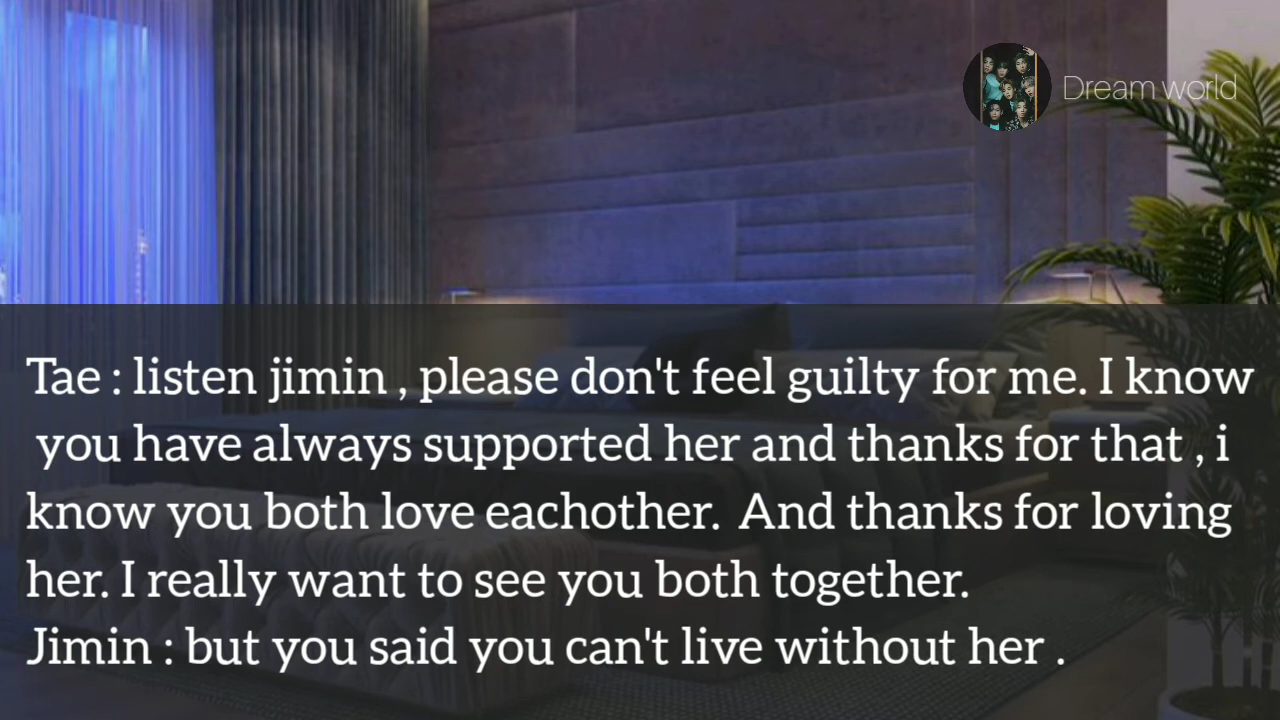 Dream world
Tae : listen jimin , please don't feel guilty for me. I know
you have always supported her and thanks for that , i
know you both love eachother.  And thanks for loving
her. I really want to see you both together.
Jimin : but you said you can't live without her .